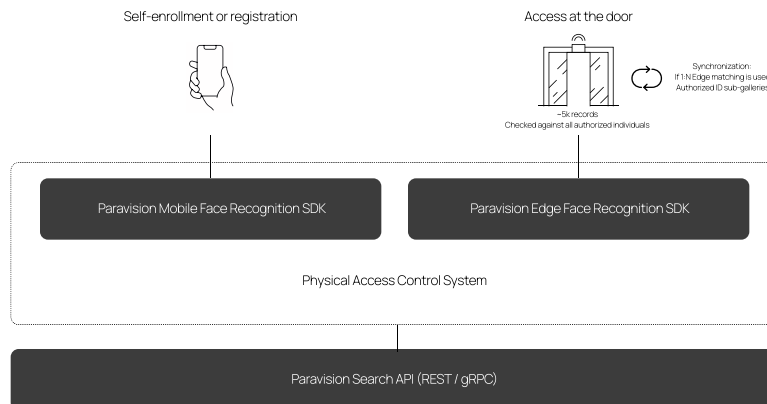 Self-enrollment or registration
Access at the door
Synchronization:
If 1:N Edge matching is used
Authorized ID sub-galleries
~5k records
Checked against all authorized individuals
Paravision Mobile Face Recognition SDK
Paravision Edge Face Recognition SDK
Physical Access Control System
Paravision Search API (REST / gRPC)